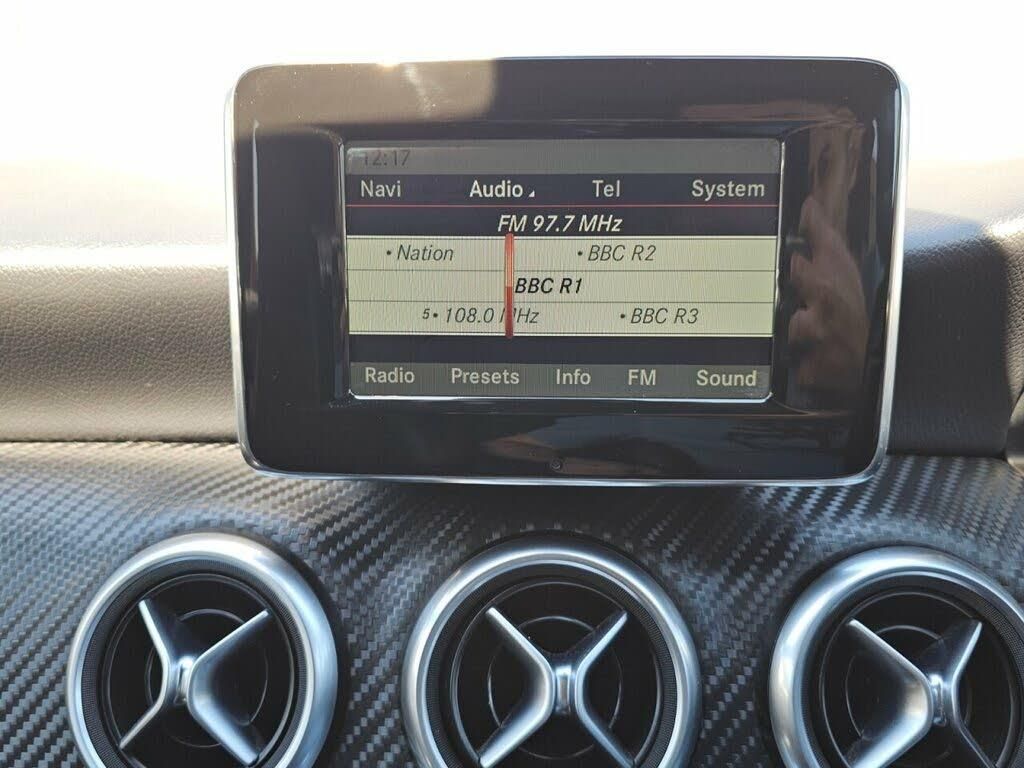 12:17
Navi Audio Tel System
FM 97.7 MHz
• Nation • BBC R2
BBC R1
5• 108.0 MHz • BBC R3
Radio Presets Info FM Sound